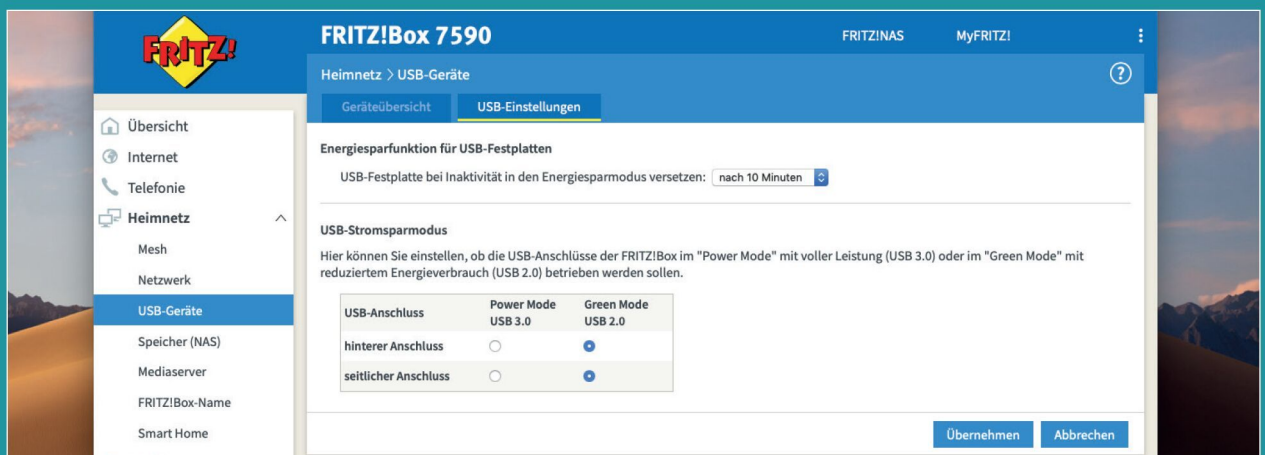 FRITZ!
FRITZ!Box 7590
FRITZ!NAS
MyFRITZ!
Heimnetz > USB-Geräte
?
Geräteübersicht
USB-Einstellungen
Übersicht
Internet
Telefonie
Heimnetz
Mesh
Netzwerk
USB-Geräte
Speicher (NAS)
Mediaserver
FRITZ!Box-Name
Smart Home
Energiesparfunktion für USB-Festplatten
USB-Festplatte bei Inaktivität in den Energiesparmodus versetzen: nach 10 Minuten
USB-Stromsparmodus
Hier können Sie einstellen, ob die USB-Anschlüsse der FRITZ!Box im "Power Mode" mit voller Leistung (USB 3.0) oder im "Green Mode" mit
reduziertem Energieverbrauch (USB 2.0) betrieben werden sollen.
USB-Anschluss
Power Mode
USB 3.0
Green Mode
USB 2.0
hinterer Anschluss
seitlicher Anschluss
Übernehmen
Abbrechen